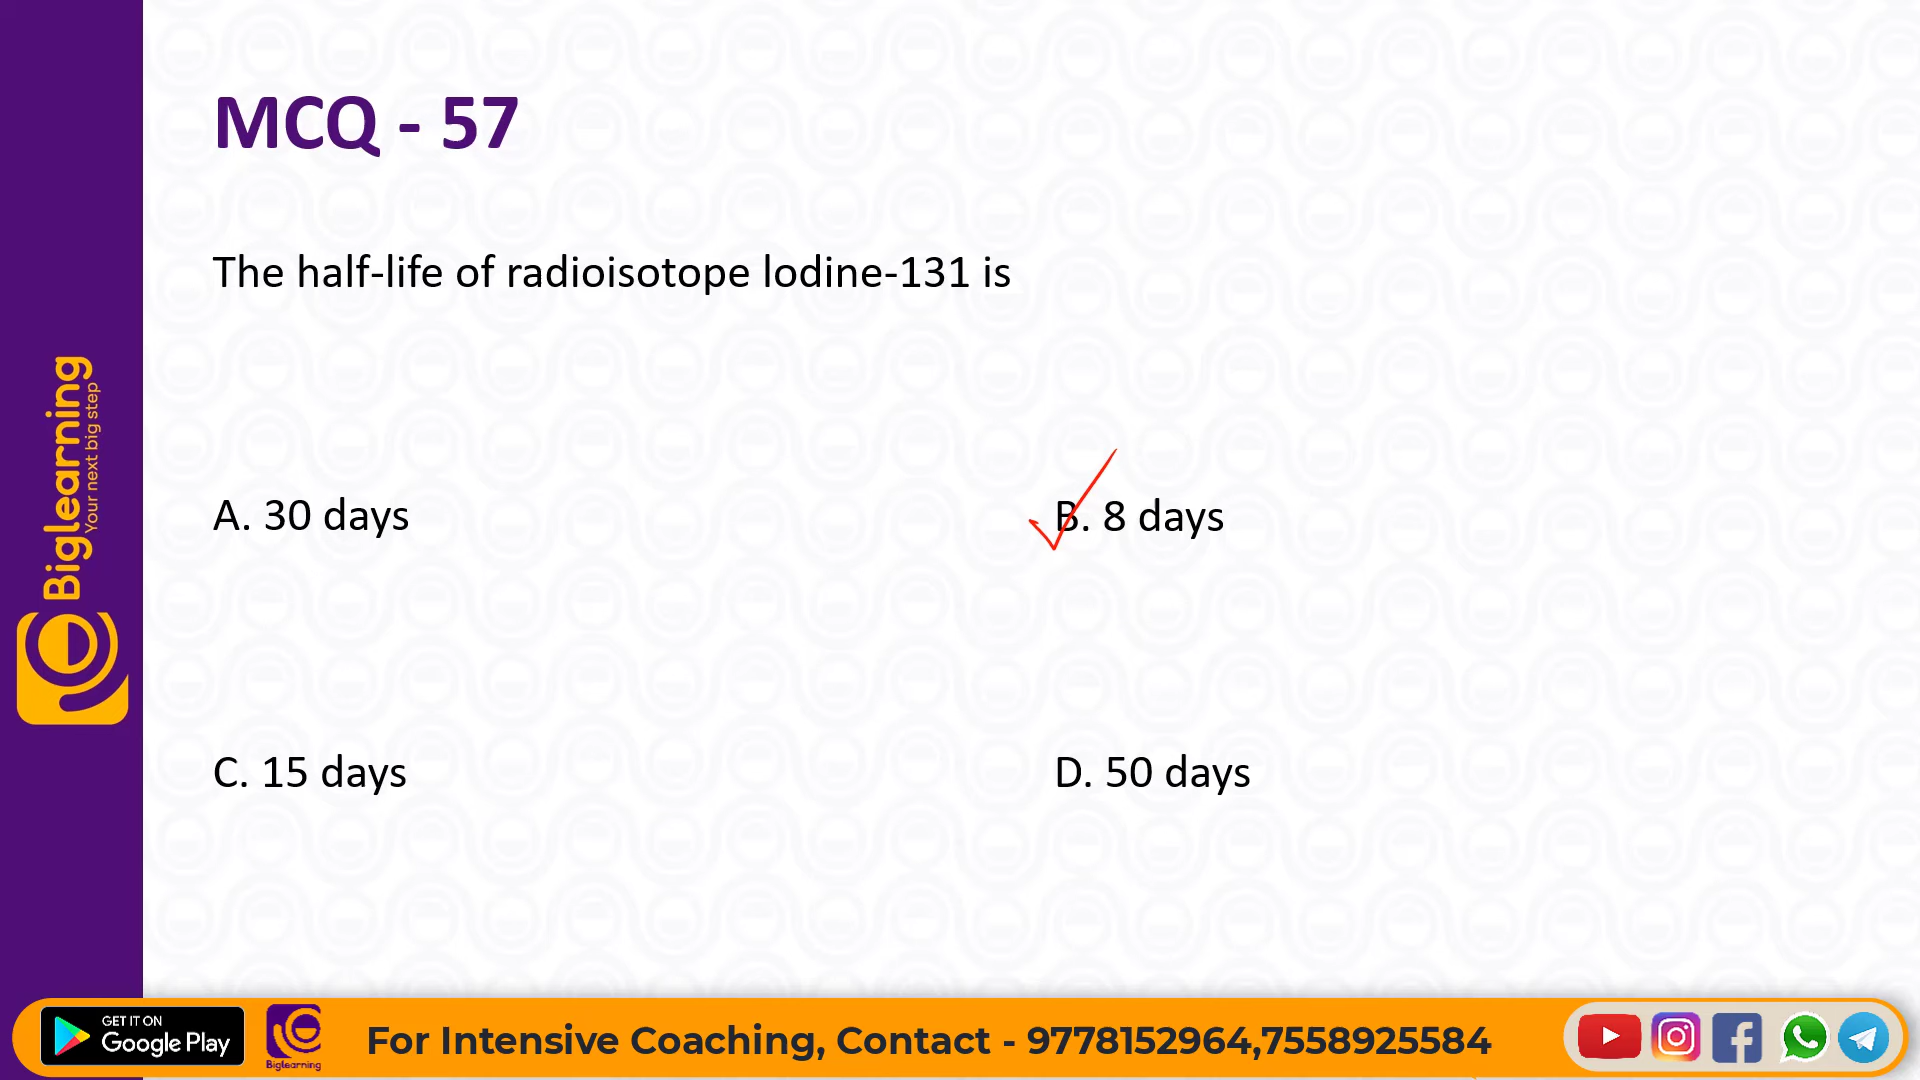 MCQ - 57
The half-life of radioisotope lodine-131 is
A. 30 days
B. 8 days
C. 15 days
D. 50 days
Biglearning
Your next big step
GET IT ON
Google Play
Biglearning
For Intensive Coaching, Contact - 9778152964,7558925584